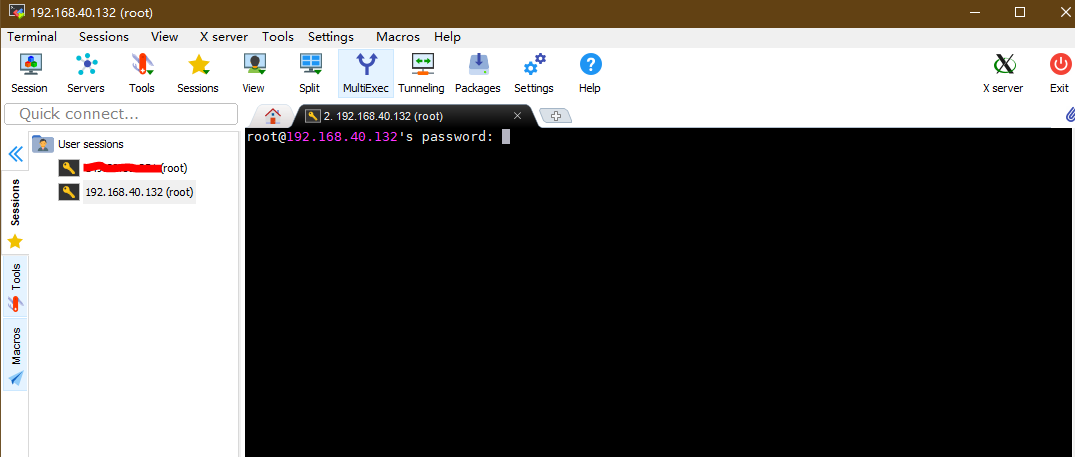 192.168.40.132 (root)
Terminal Sessions View X server Tools Settings Macros Help
Session Servers Tools Sessions View Split MultiExec Tunneling Packages Settings Help X server Exit
Quick connect...
2. 192.168.40.132 (root)
User sessions
(root)
192.168.40.132 (root)
Sessions
Tools
Macros
root@192.168.40.132's password: